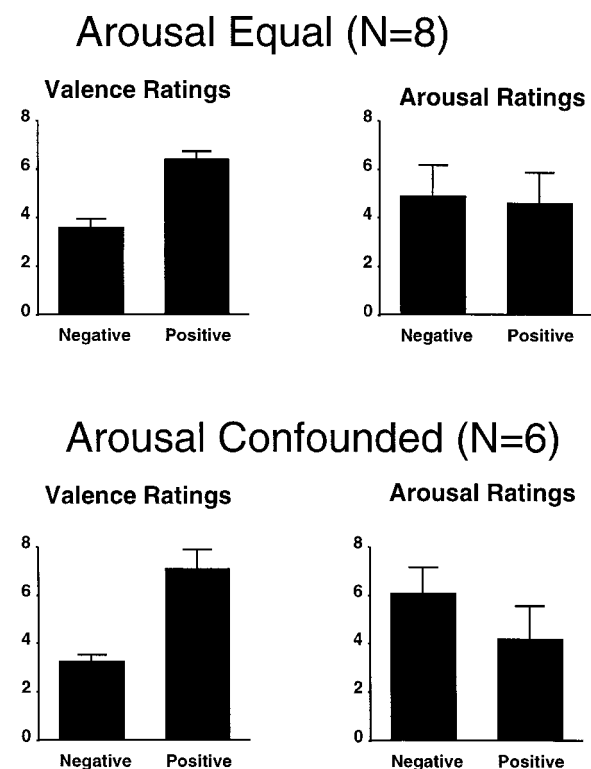 Arousal Equal (N=8)
Valence Ratings
8
6
4
2
0
Negative Positive
Arousal Ratings
8
6
4
2
0
Negative Positive
Arousal Confounded (N=6)
Valence Ratings
8
6
4
2
0
Negative Positive
Arousal Ratings
8
6
4
2
0
Negative Positive